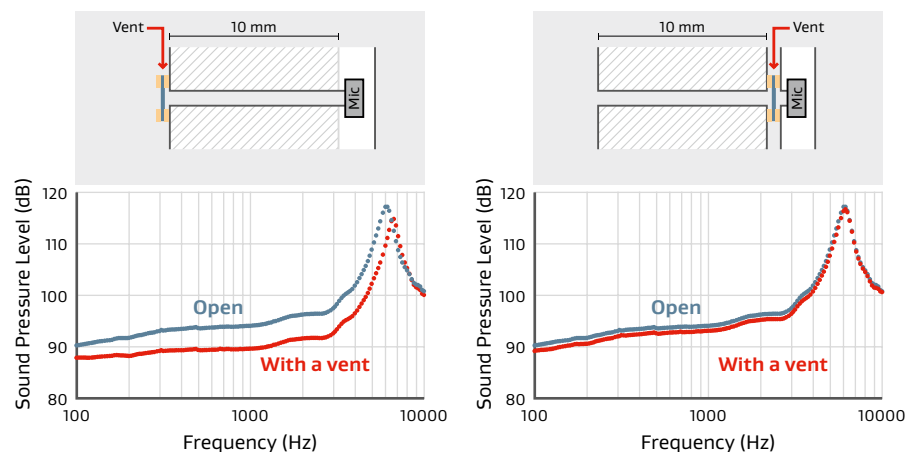 Vent
10 mm
Mic
120
110
100
90
80
Sound Pressure Level (dB)
Open
With a vent
100
1000
10000
Frequency (Hz)
10 mm
Vent
Mic
120
110
100
90
80
Sound Pressure Level (dB)
Open
With a vent
100
1000
10000
Frequency (Hz)